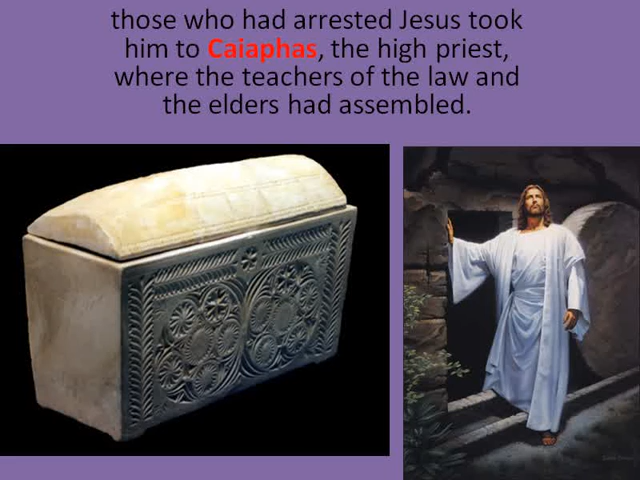 those who had arrested Jesus took
him to Caiaphas, the high priest,
where the teachers of the law and
the elders had assembled.